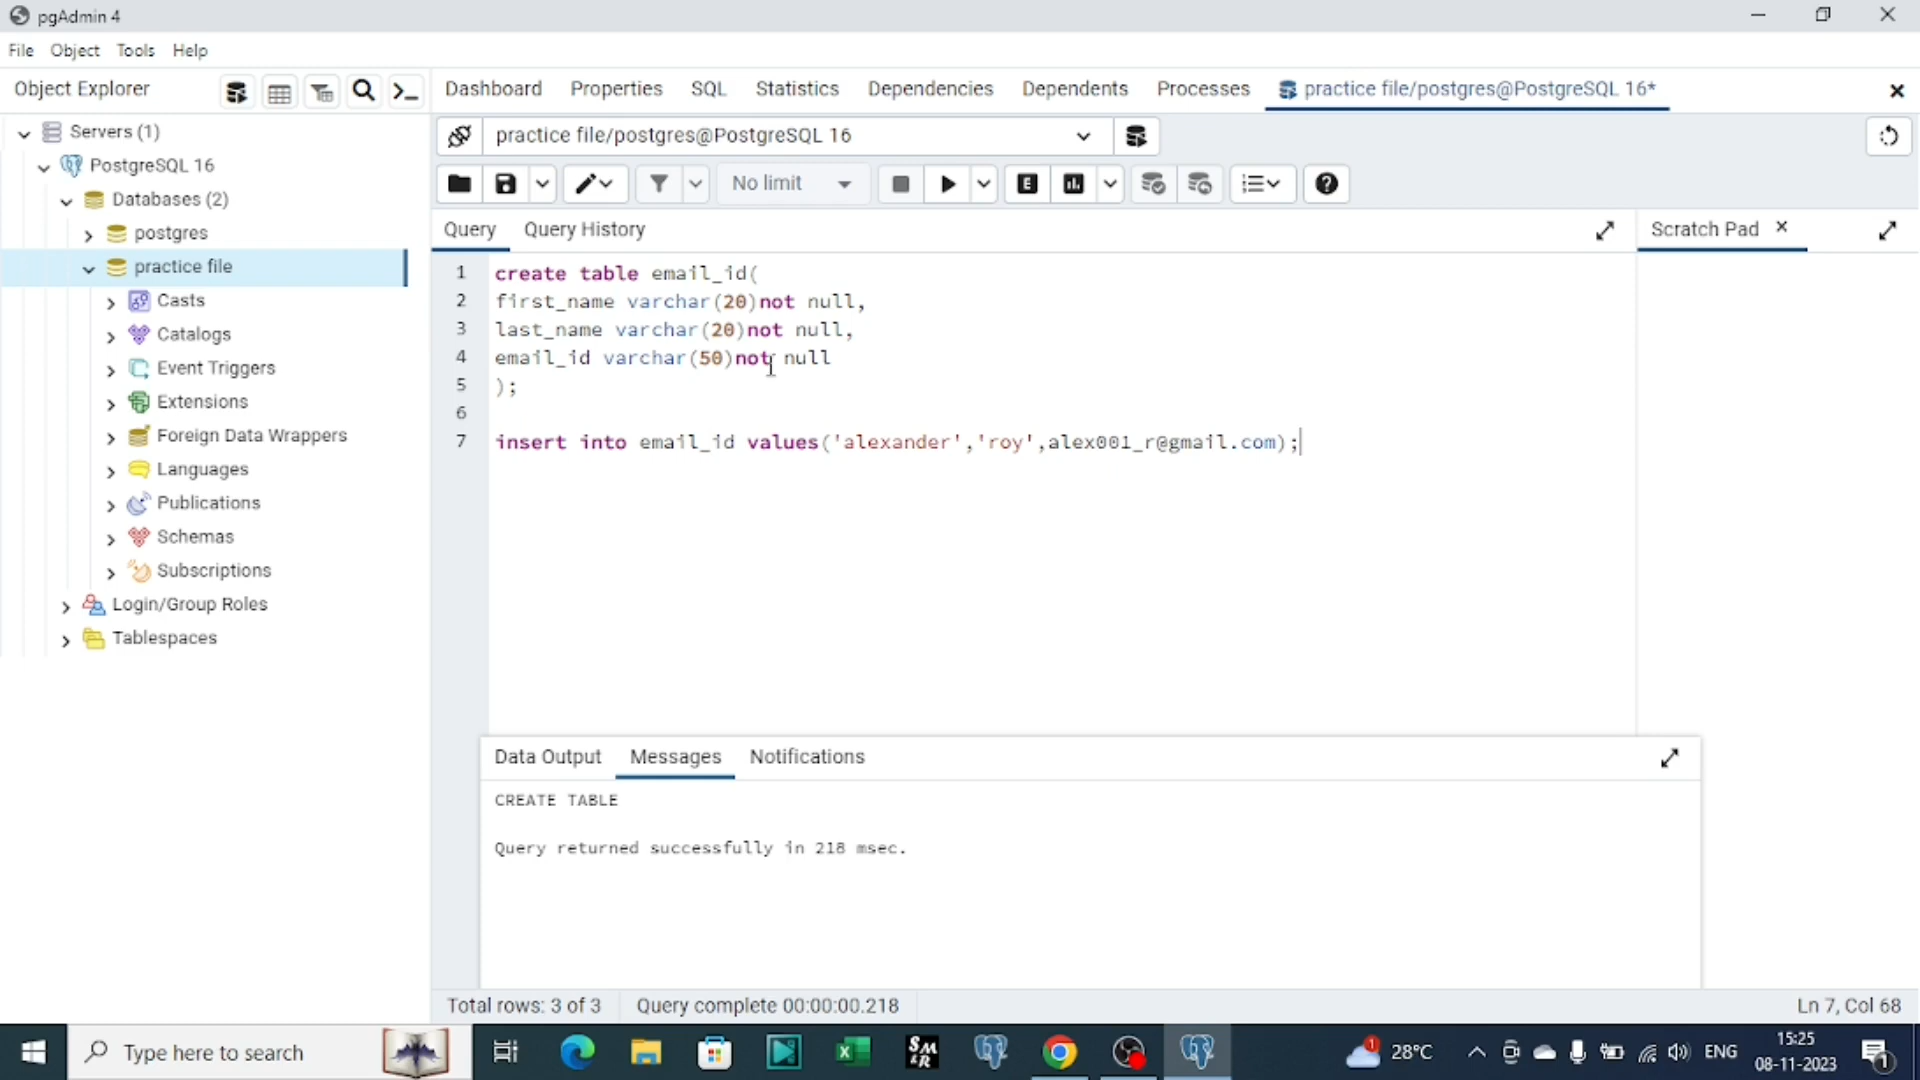 pgAdmin 4
File Object Tools Help
Object Explorer
Dashboard Properties SQL Statistics Dependencies Dependents Processes practice file/postgres@PostgreSQL 16*
Servers (1)
PostgreSQL 16
Databases (2)
postgres
practice file
Casts
Catalogs
Event Triggers
Extensions
Foreign Data Wrappers
Languages
Publications
Schemas
Subscriptions
Login/Group Roles
Tablespaces
practice file/postgres@PostgreSQL 16
No limit
E
Query Query History
Scratch Pad
1 create table email_id(
2 first_name varchar(20)not null,
3 last_name varchar(20)not null,
4 email_id varchar(50)not null
5 );
6
7 insert into email_id values('alexander','roy',alex001_r@gmail.com);
Data Output Messages Notifications
CREATE TABLE
Query returned successfully in 218 msec.
Total rows: 3 of 3 Query complete 00:00:00.218 Ln 7, Col 68
Type here to search
SM
&R
1
28°C
ENG
15:25
08-11-2023
1